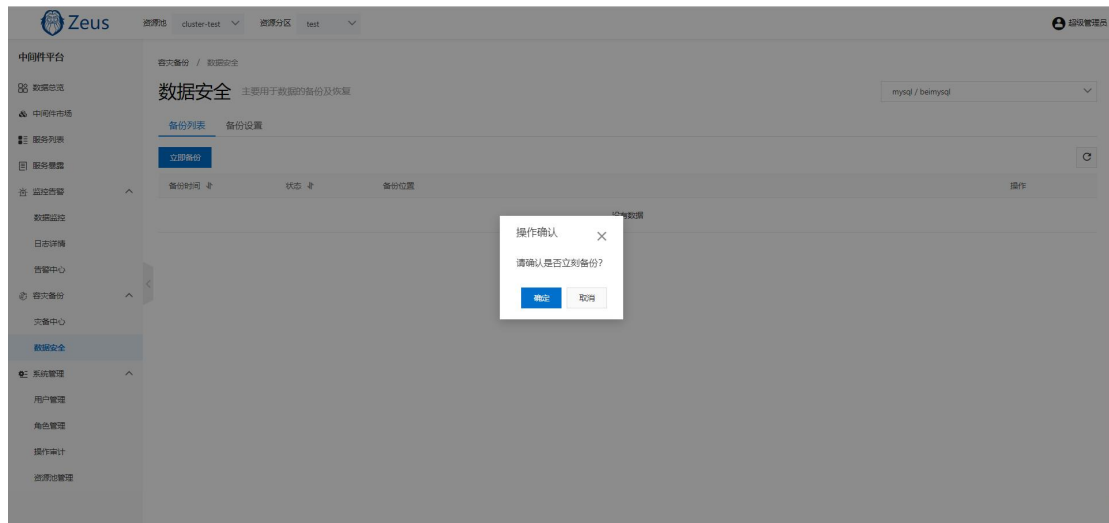 Zeus
资源池 cluster-test 资源分区 test
超级管理员
中间件平台
数据总览
中间件市场
服务列表
服务暴露
监控告警
数据监控
日志详情
告警中心
容灾备份
灾备中心
数据安全
系统管理
用户管理
角色管理
操作审计
资源池管理
容灾备份 / 数据安全
数据安全 主要用于数据的备份及恢复
mysql / beimysql
备份列表 备份设置
立即备份
备份时间 状态 备份位置 操作
没有数据
操作确认
请确认是否立刻备份?
确定 取消